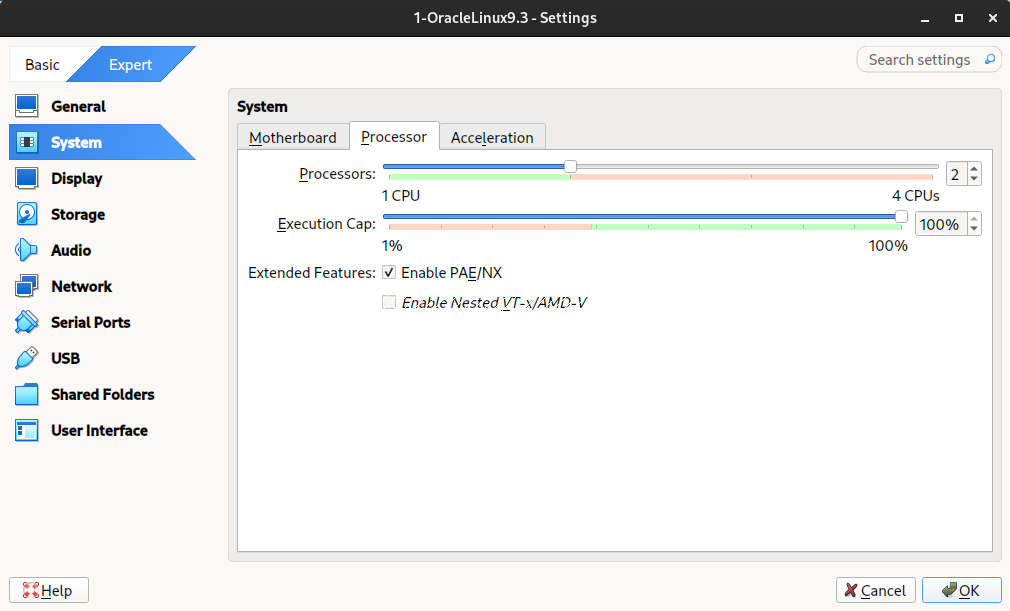 1-OracleLinux9.3 - Settings
Basic Expert Search settings
General
System
Display
Storage
Audio
Network
Serial Ports
USB
Shared Folders
User Interface
System
Motherboard Processor Acceleration
Processors: 2
1 CPU 4 CPUs
Execution Cap: 100%
1% 100%
Extended Features: Enable PAE/NX
Enable Nested VT-x/AMD-V
Help Cancel OK